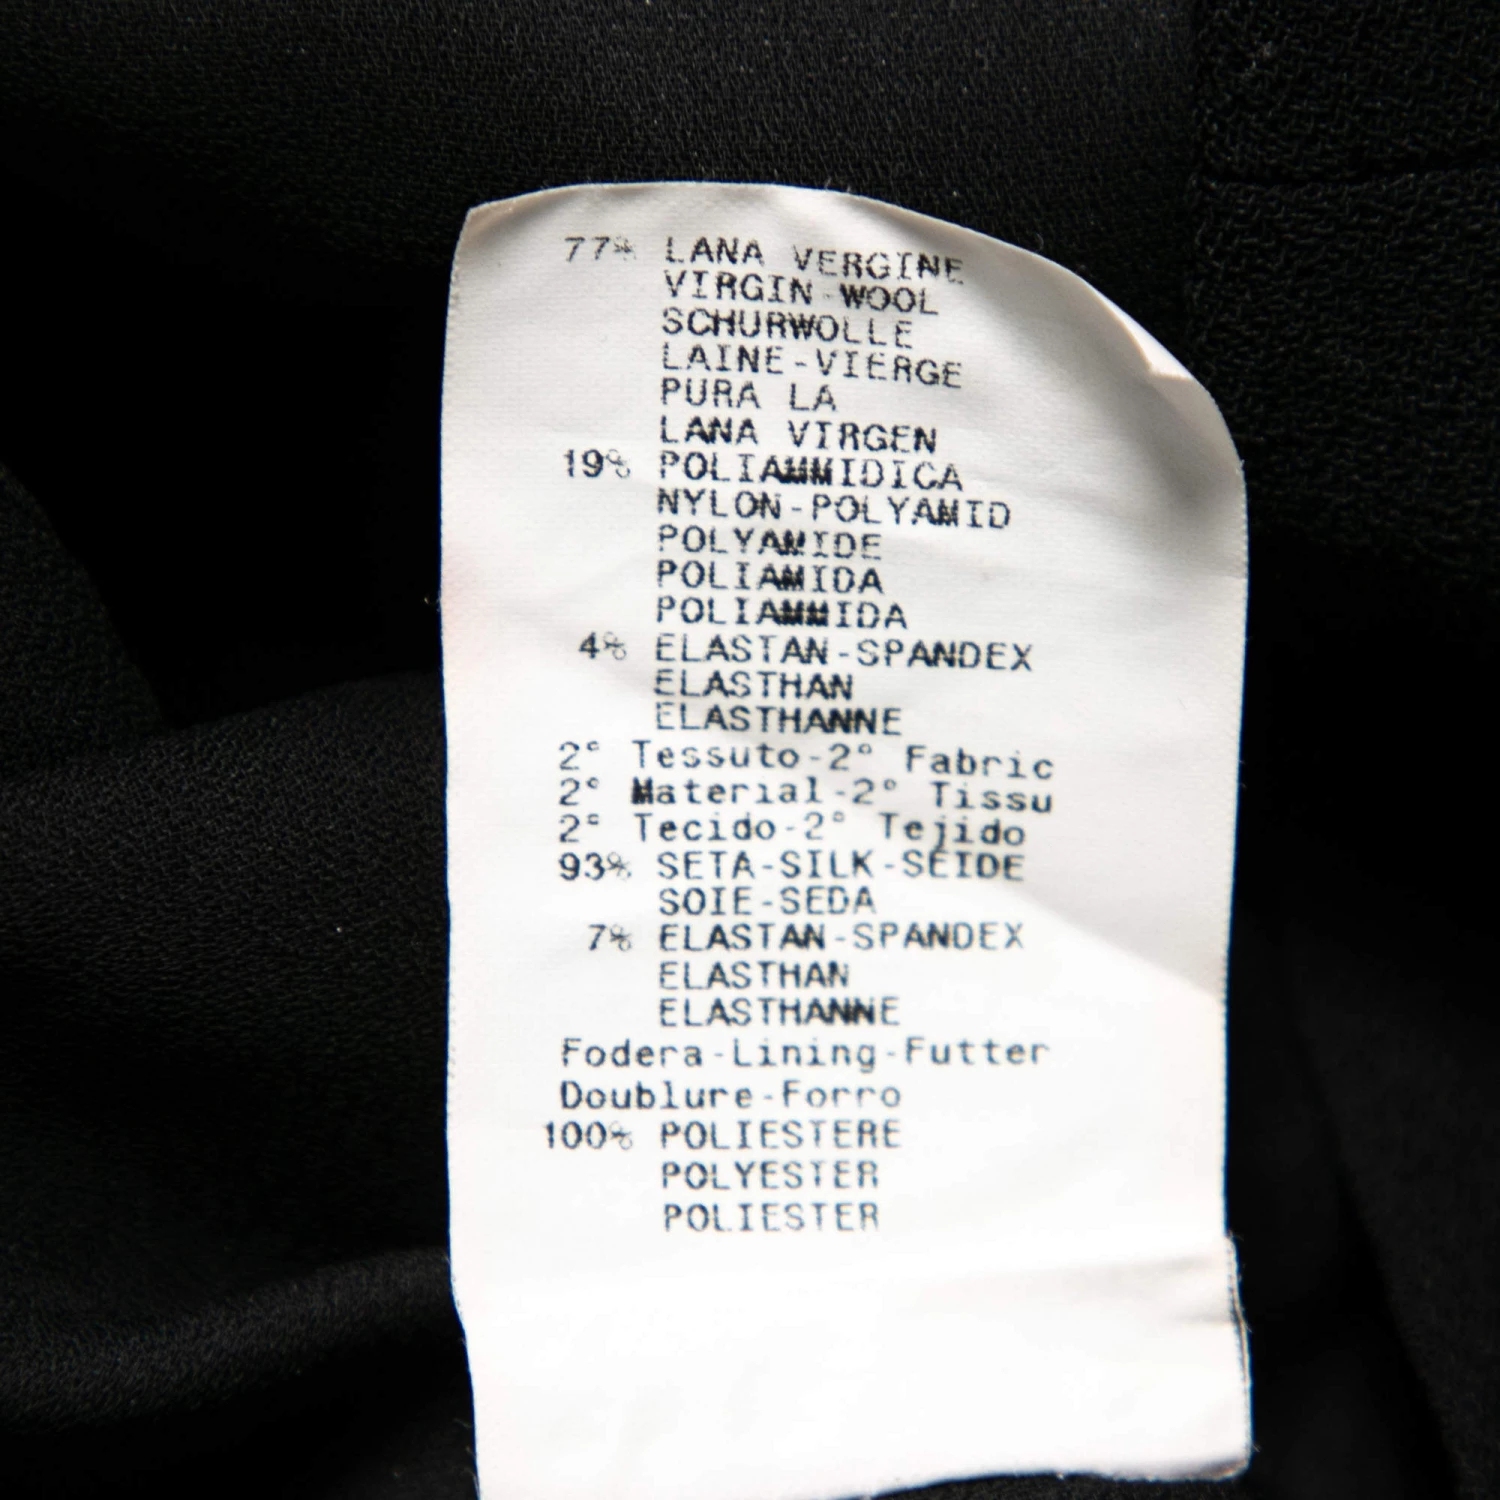 77% LANA VERGINE
VIRGIN-WOOL
SCHURWOLLE
LAINE-VIERGE
PURA LA
LANA VIRGEN
19% POLIAMMIDICA
NYLON-POLYAMID
POLYAMIDE
POLIAMIDA
POLIAMMIDA
4% ELASTAN-SPANDEX
ELASTHAN
ELASTHANNE
2° Tessuto-2° Fabric
2° Material-2° Tissu
2° Tecido-2° Tejido
93% SETA-SILK-SEIDE
SOIE-SEDA
7% ELASTAN-SPANDEX
ELASTHAN
ELASTHANNE
Fodera-Lining-Futter
Doublure-Forro
100% POLIESTERE
POLYESTER
POLIESTER